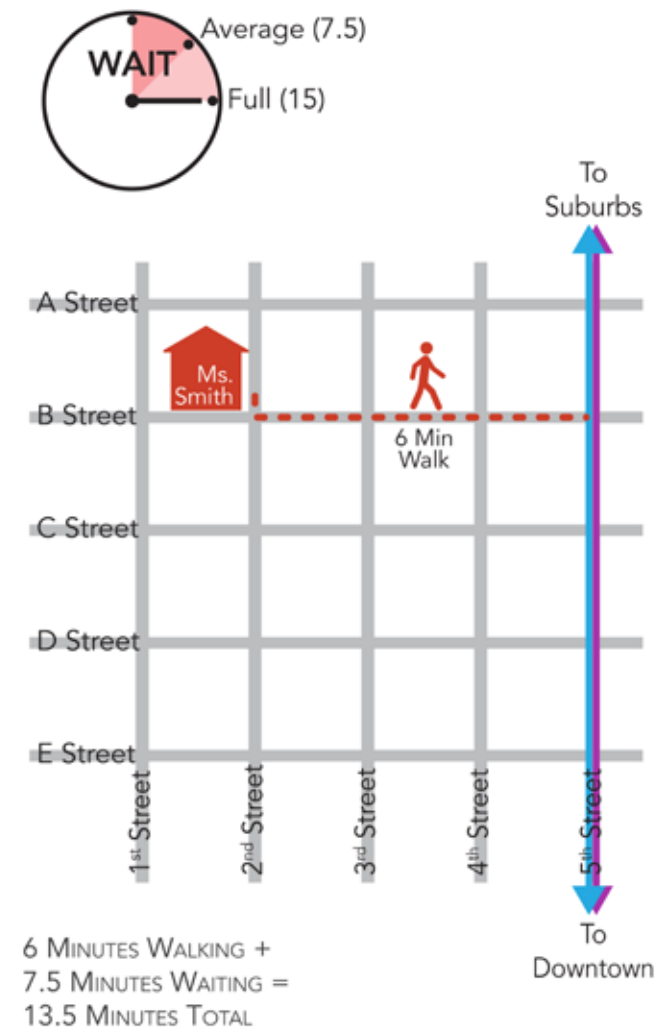 Average (7.5)
WAIT
Full (15)
To
Suburbs
A Street
Ms.
Smith
B Street
6 Min
Walk
C Street
D Street
E Street
1st Street
2nd Street
3rd Street
4th Street
5th Street
To
Downtown
6 MINUTES WALKING +
7.5 MINUTES WAITING =
13.5 MINUTES TOTAL